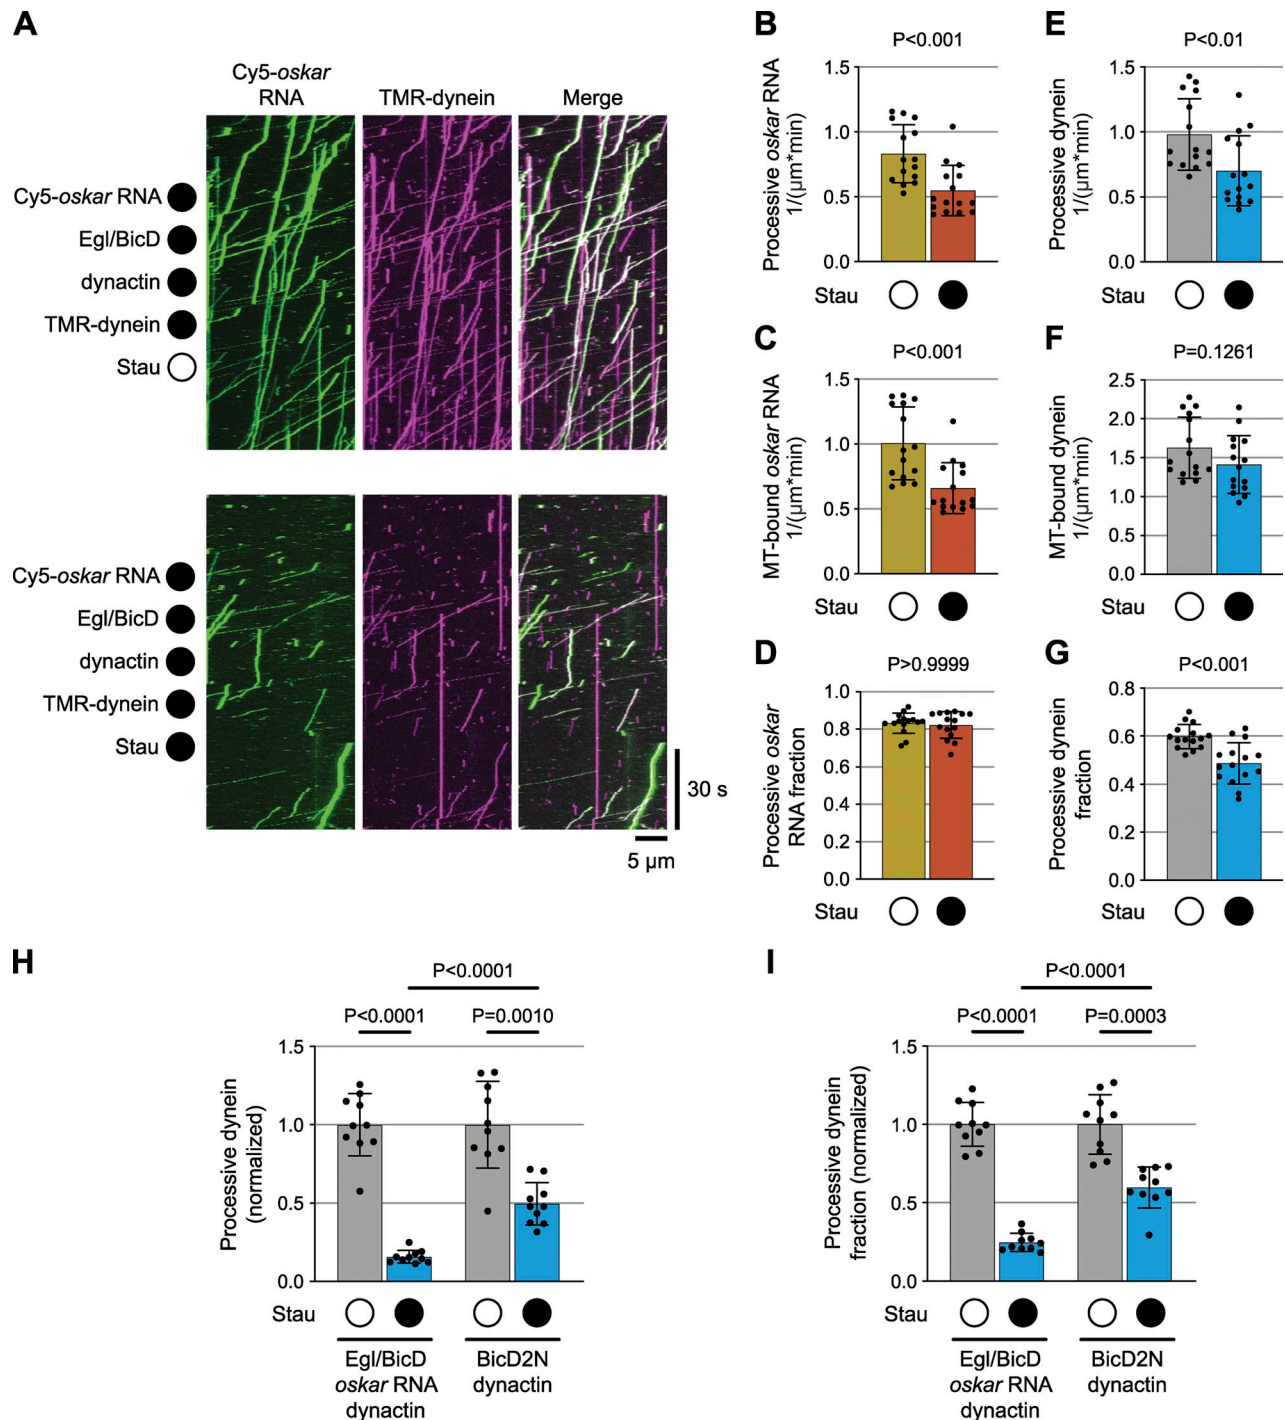 A
Cy5-oskar
RNA
TMR-dynein
Merge
Cy5-oskar RNA
Egl/BicD
dynactin
TMR-dynein
Stau
Cy5-oskar RNA
Egl/BicD
dynactin
TMR-dynein
Stau
30 s
5 µm
B
P<0.001
Processive oskar RNA
1/(µm*min)
1.5
1.0
0.5
0.0
Stau
C
P<0.001
MT-bound oskar RNA
1/(µm*min)
1.5
1.0
0.5
0
Stau
D
P>0.9999
Processive oskar
RNA fraction
1.0
0.8
0.6
0.4
0.2
0.0
Stau
E
P<0.01
Processive dynein
1/(µm*min)
1.5
1.0
0.5
0.0
Stau
F
P=0.1261
MT-bound dynein
1/(µm*min)
2.5
2.0
1.5
1.0
0.5
0.0
Stau
G
P<0.001
Processive dynein
fraction
0.8
0.6
0.4
0.2
0.0
Stau
H
P<0.0001
P<0.0001
P=0.0010
Processive dynein
(normalized)
1.5
1.0
0.5
0.0
Stau
Egl/BicD
oskar RNA
dynactin
BicD2N
dynactin
I
P<0.0001
P<0.0001
P=0.0003
Processive dynein
fraction (normalized)
1.5
1.0
0.5
0.0
Stau
Egl/BicD
oskar RNA
dynactin
BicD2N
dynactin